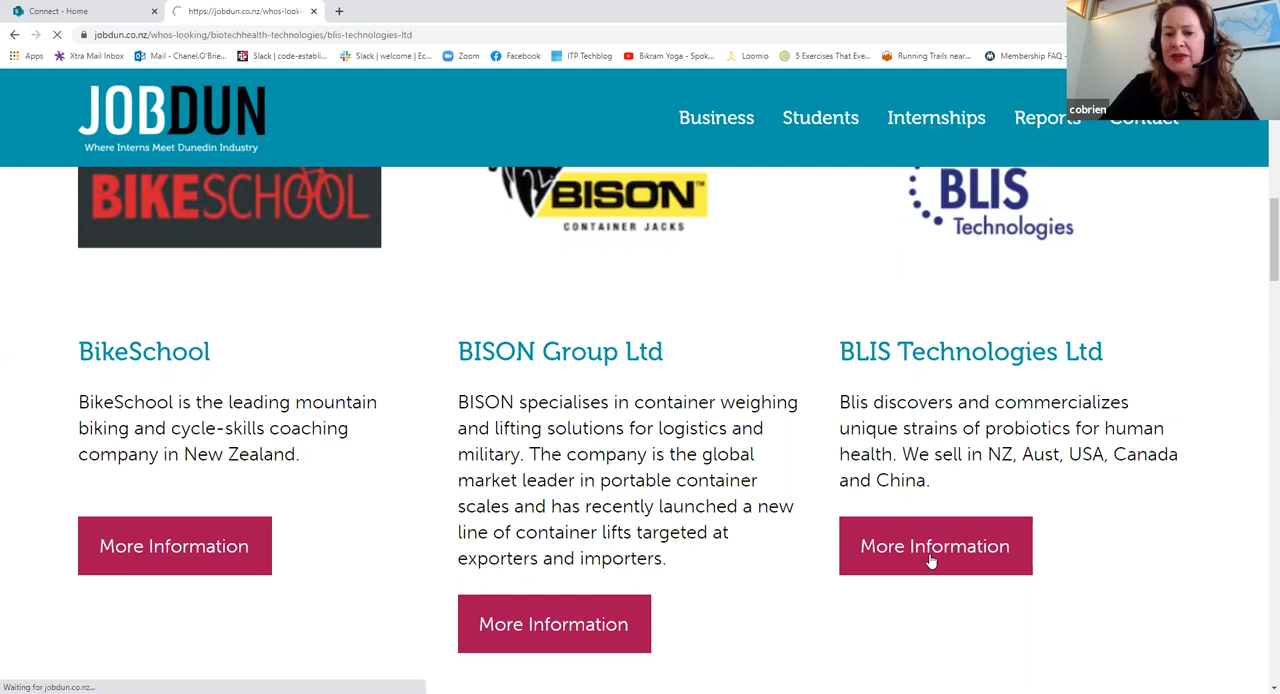 Connect - Home
https://jobdun.co.nz/whos-looki
jobdun.co.nz/whos-looking/biotechhealth-technologies/blis-technologies-ltd
Apps
Xtra Mail Inbox
Mail - Chanel.O'Brie...
Slack | code-establi...
Slack | welcome | Ec...
Zoom
Facebook
ITP Techblog
Bikram Yoga - Spok...
Loomio
5 Exercises That Eve...
Running Trails near...
Membership FAQ -
cobrien
JOBDUN
Where Interns Meet Dunedin Industry
Business
Students
Internships
Reports
Contact
BIKESCHOOL
BISON™
CONTAINER JACKS
BLIS
Technologies
BikeSchool
BikeSchool is the leading mountain
biking and cycle-skills coaching
company in New Zealand.
More Information
BISON Group Ltd
BISON specialises in container weighing
and lifting solutions for logistics and
military. The company is the global
market leader in portable container
scales and has recently launched a new
line of container lifts targeted at
exporters and importers.
More Information
BLIS Technologies Ltd
Blis discovers and commercializes
unique strains of probiotics for human
health. We sell in NZ, Aust, USA, Canada
and China.
More Information
Waiting for jobdun.co.nz...